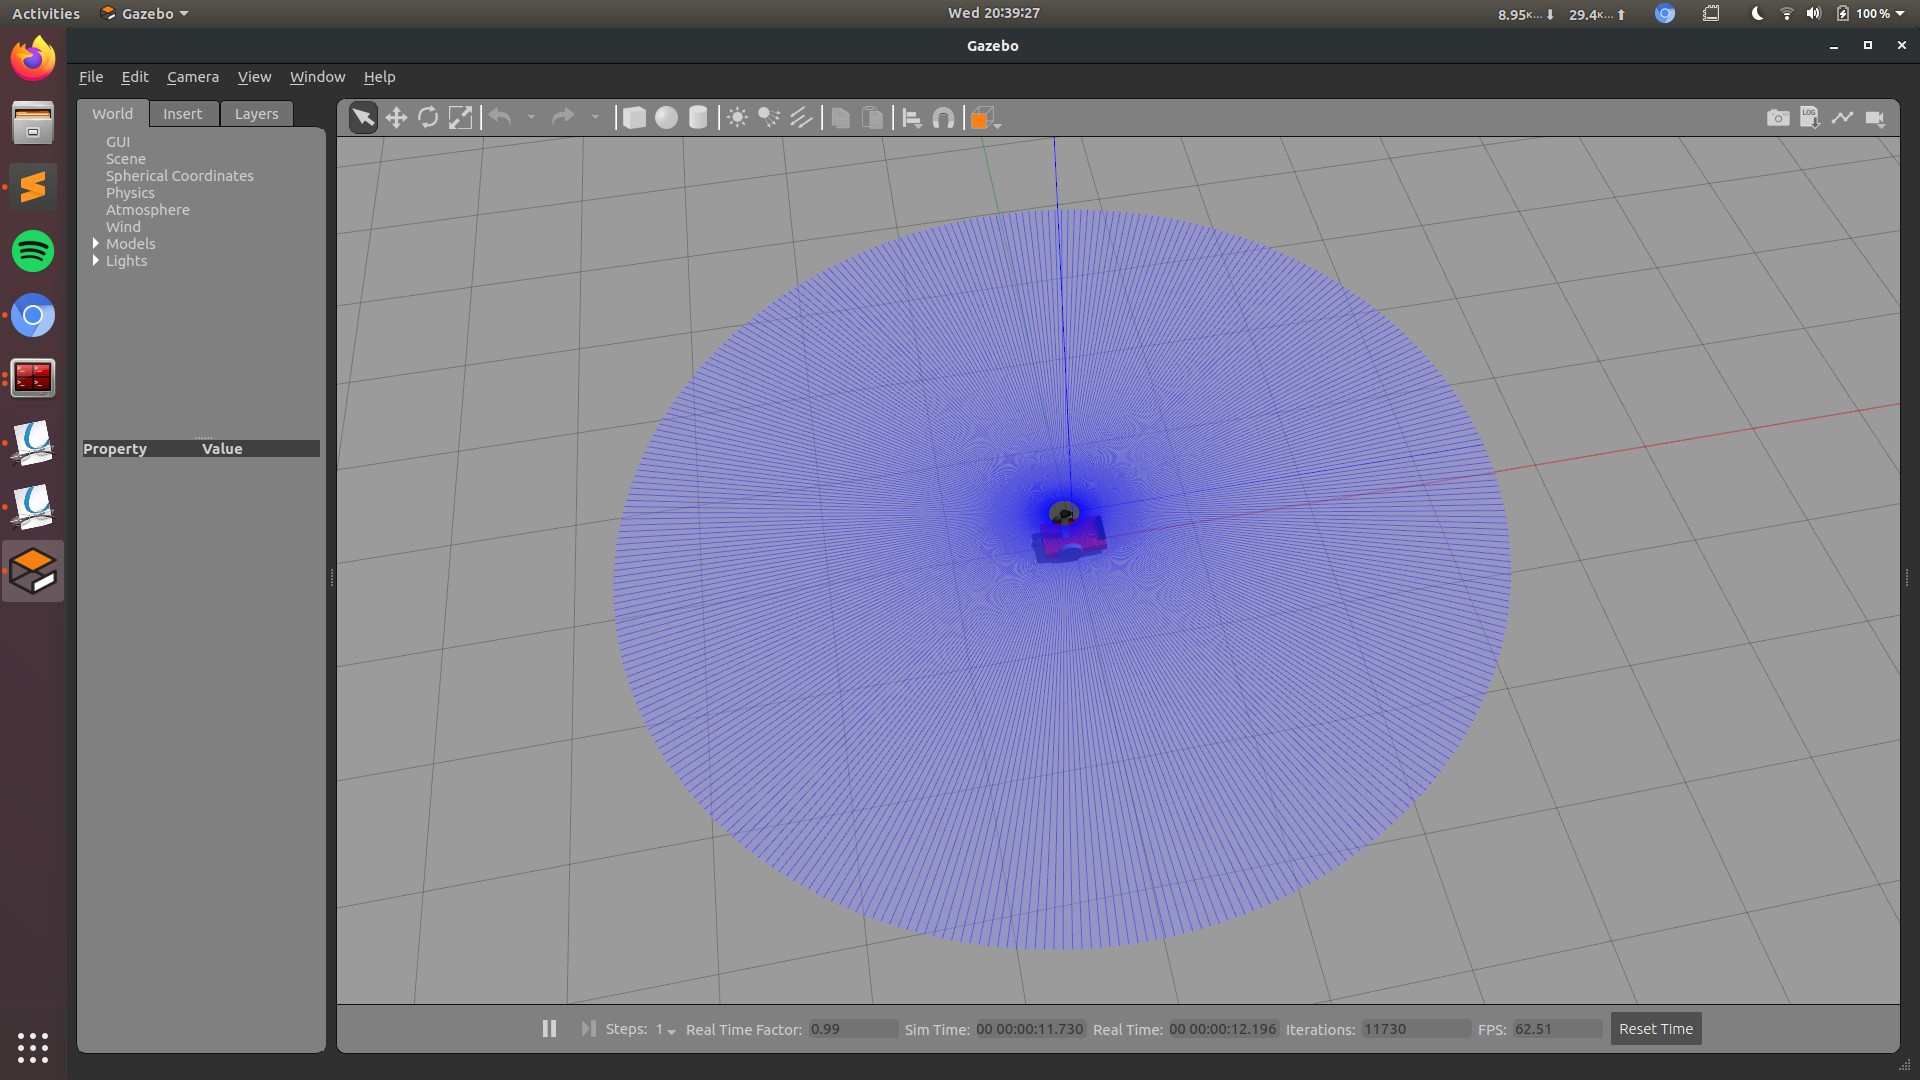 Activities Gazebo Wed 20:39:27 8.95K... 29.4K... 100 %
Gazebo
File Edit Camera View Window Help
World Insert Layers
LOG
GUI
Scene
Spherical Coordinates
Physics
Atmosphere
Wind
Models
Lights
Property Value
Steps: 1 Real Time Factor: 0.99 Sim Time: 00 00:00:11.730 Real Time: 00 00:00:12.196 Iterations: 11730 FPS: 62.51 Reset Time